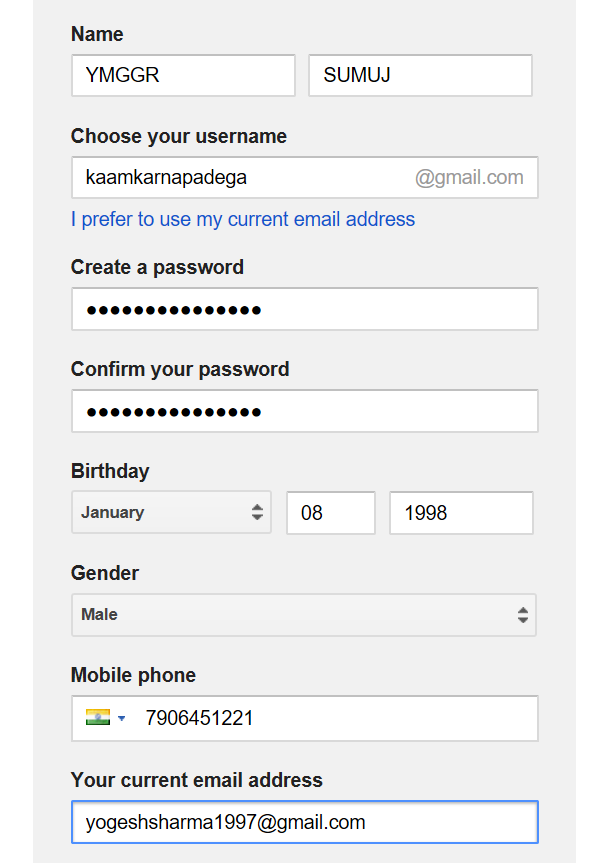 Name
YMGGR SUMUJ
Choose your username
kaamkarnapadega @gmail.com
I prefer to use my current email address
Create a password
•••••••••••••••
Confirm your password
•••••••••••••••
Birthday
January 08 1998
Gender
Male
Mobile phone
7906451221
Your current email address
yogeshsharma1997@gmail.com